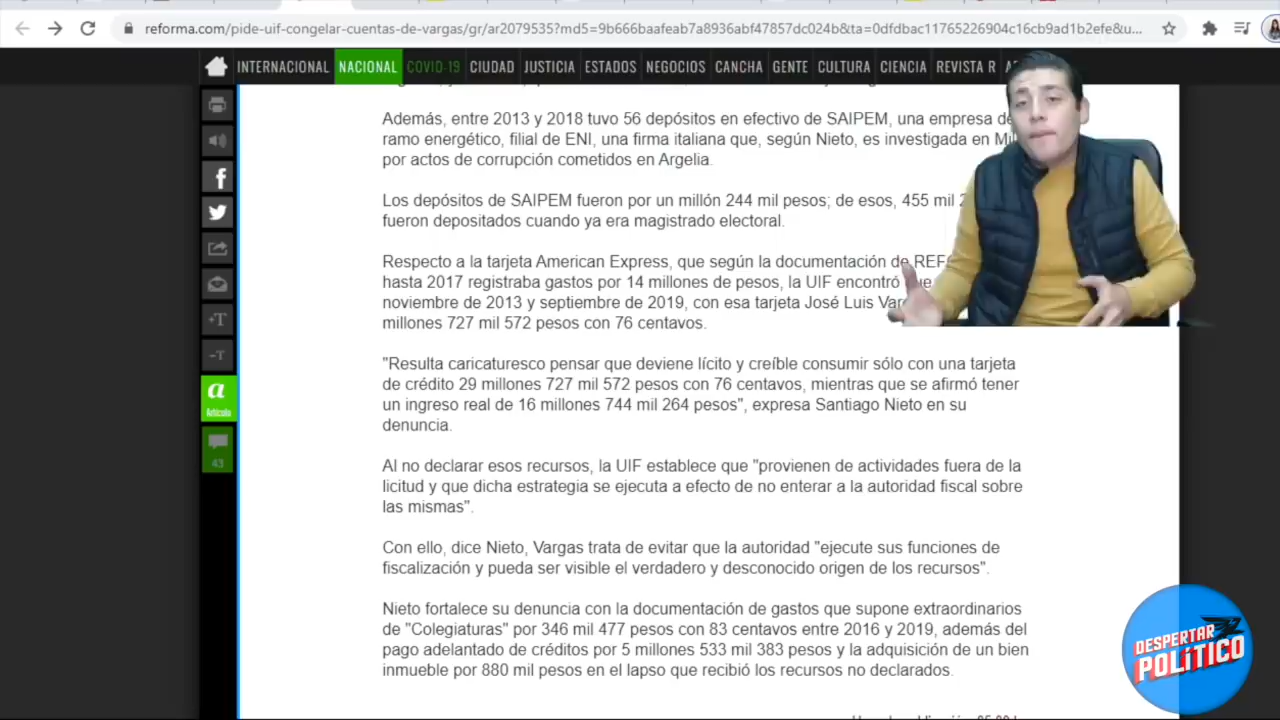 reforma.com/pide-uif-congelar-cuentas-de-vargas/gr/ar2079535?md5=9b666baafeab7a8936abf47857dc024b&ta=0dfdbac11765226904c16cb9ad1b2efe&u...
INTERNACIONAL NACIONAL COVID-19 CIUDAD JUSTICIA ESTADOS NEGOCIOS CANCHA GENTE CULTURA CIENCIA REVISTA R
Además, entre 2013 y 2018 tuvo 56 depósitos en efectivo de SAIPEM, una empresa
ramo energético, filial de ENI, una firma italiana que, según Nieto, es investigada en
por actos de corrupción cometidos en Argelia.
Los depósitos de SAIPEM fueron por un millón 244 mil pesos; de esos, 455 mil
fueron depositados cuando ya era magistrado electoral.
Respecto a la tarjeta American Express, que según la documentación de
hasta 2017 registraba gastos por 14 millones de pesos, la UIF encontró
noviembre de 2013 y septiembre de 2019, con esa tarjeta José Luis
millones 727 mil 572 pesos con 76 centavos.
"Resulta caricaturesco pensar que deviene lícito y creíble consumir sólo con una tarjeta
de crédito 29 millones 727 mil 572 pesos con 76 centavos, mientras que se afirmó tener
un ingreso real de 16 millones 744 mil 264 pesos", expresa Santiago Nieto en su
denuncia.
Al no declarar esos recursos, la UIF establece que "provienen de actividades fuera de la
licitud y que dicha estrategia se ejecuta a efecto de no enterar a la autoridad fiscal sobre
las mismas".
Con ello, dice Nieto, Vargas trata de evitar que la autoridad "ejecute sus funciones de
fiscalización y pueda ser visible el verdadero y desconocido origen de los recursos".
Nieto fortalece su denuncia con la documentación de gastos que supone extraordinarios
de "Colegiaturas" por 346 mil 477 pesos con 83 centavos entre 2016 y 2019, además del
pago adelantado de créditos por 5 millones 533 mil 383 pesos y la adquisición de un bien
inmueble por 880 mil pesos en el lapso que recibió los recursos no declarados.
+T
-T
a
Artículo
43
DESPERTAR
POLÍTICO